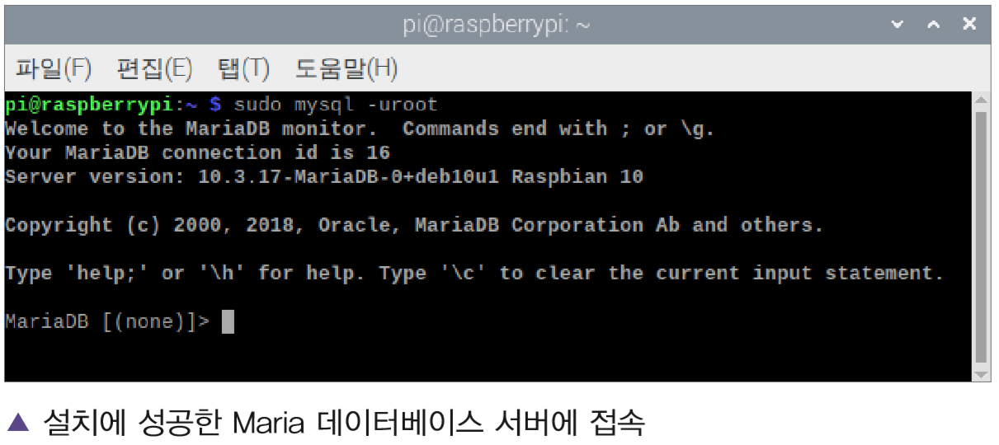 pi@raspberrypi: ~
파일(F) 편집(E) 탭(T) 도움말(H)
pi@raspberrypi:~ $ sudo mysql -uroot
Welcome to the MariaDB monitor.  Commands end with ; or \g.
Your MariaDB connection id is 16
Server version: 10.3.17-MariaDB-0+deb10u1 Raspbian 10
Copyright (c) 2000, 2018, Oracle, MariaDB Corporation Ab and others.
Type 'help;' or '\h' for help. Type '\c' to clear the current input statement.
MariaDB [(none)]>
▲ 설치에 성공한 Maria 데이터베이스 서버에 접속